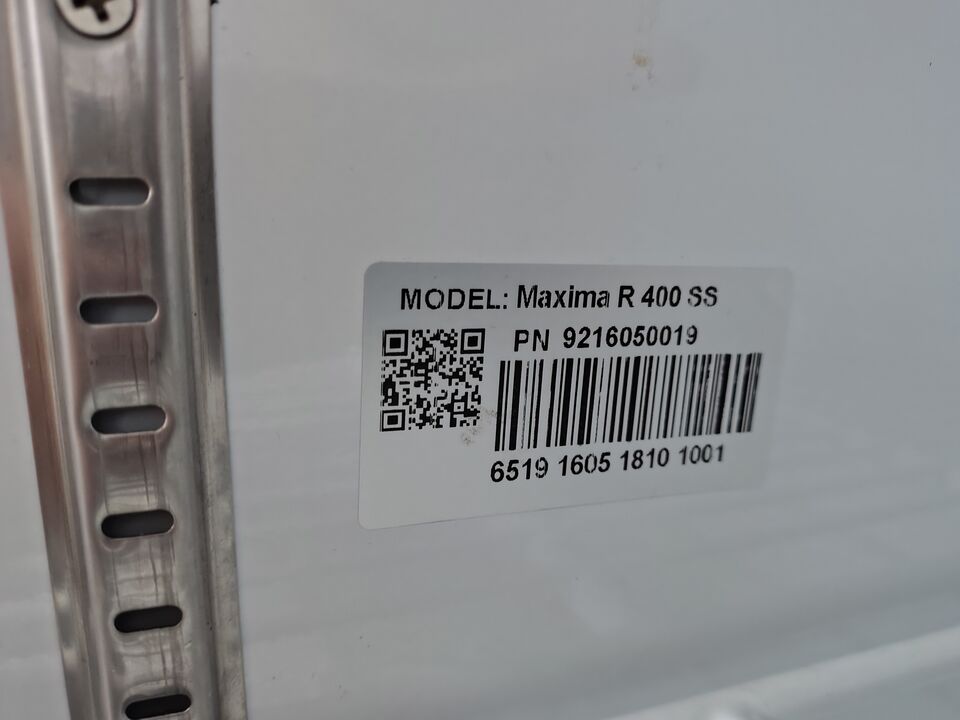 MODEL: Maxima R 400 SS
PN 9216050019
6519 1605 1810 1001